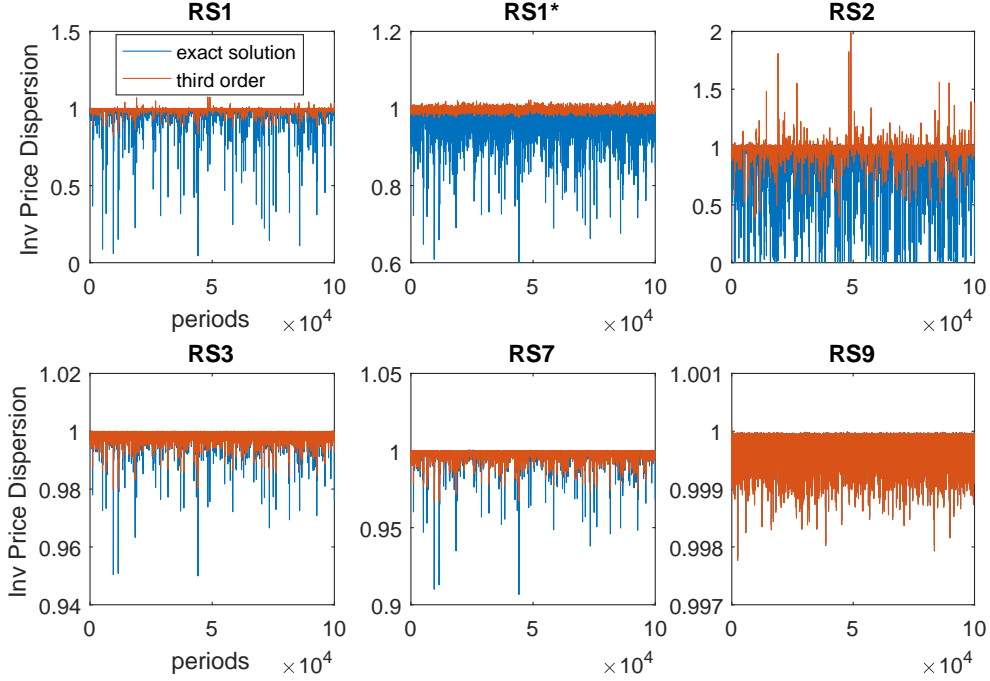 RS1
RS1*
RS2
1.5
1
0.5
0
exact solution
third order
1.2
1
0.8
0.6
2
1.5
1
0.5
0
Inv Price Dispersion
0 5 10
0 5 10
0 5 10
periods
×10^4
×10^4
×10^4
RS3
RS7
RS9
1.02
1
0.98
0.96
0.94
1.05
1
0.95
0.9
1.001
1
0.999
0.998
0.997
Inv Price Dispersion
0 5 10
0 5 10
0 5 10
periods
×10^4
×10^4
×10^4